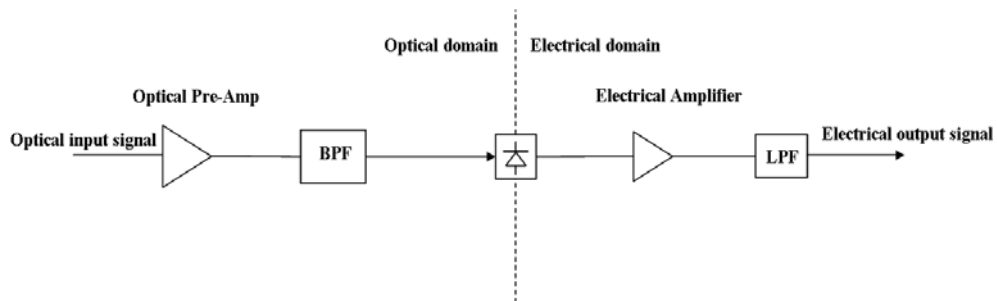 Optical domain
Electrical domain
Optical Pre-Amp
Electrical Amplifier
Optical input signal
BPF
LPF
Electrical output signal